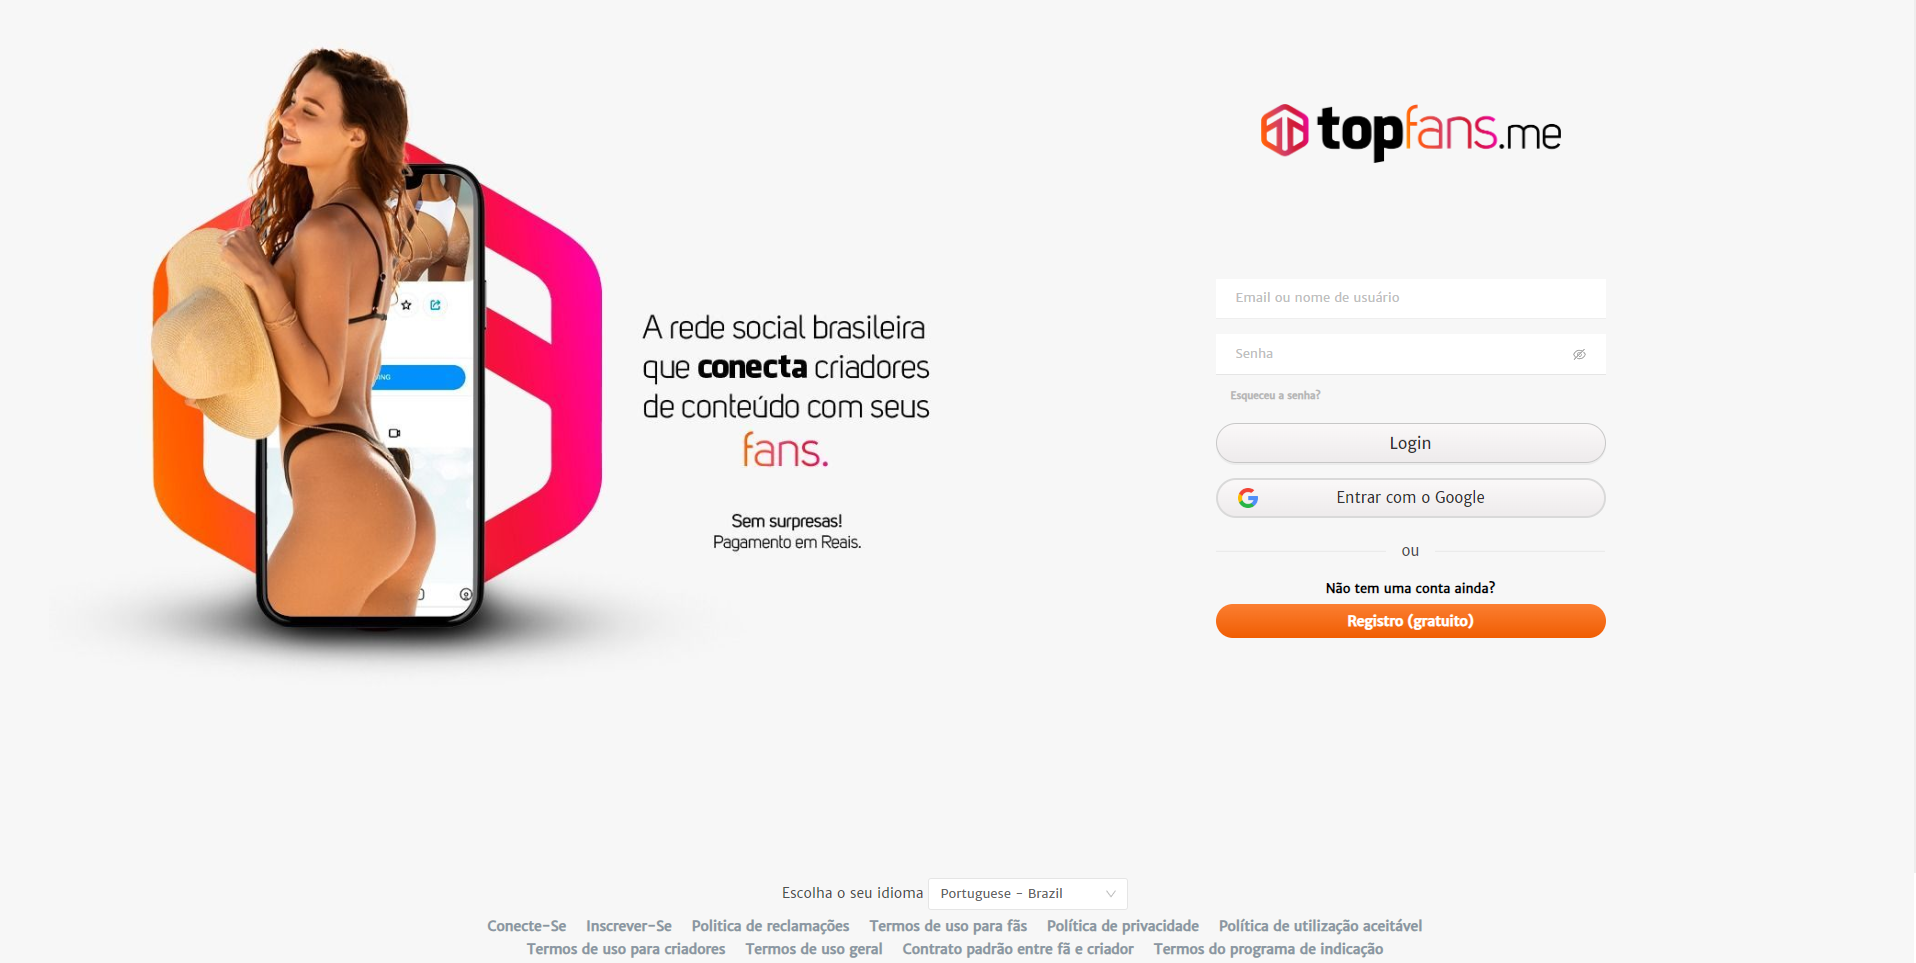 topfans.me
A rede social brasileira
que conecta criadores
de conteúdo com seus
fans.
Sem surpresas!
Pagamento em Reais.
Email ou nome de usuário
Senha
Esqueceu a senha?
Login
Entrar com o Google
ou
Não tem uma conta ainda?
Registro (gratuito)
Escolha o seu idioma Portuguese - Brazil
Conecte-Se Inscrever-Se Politica de reclamações Termos de uso para fãs Política de privacidade Política de utilização aceitável
Termos de uso para criadores Termos de uso geral Contrato padrão entre fã e criador Termos do programa de indicação